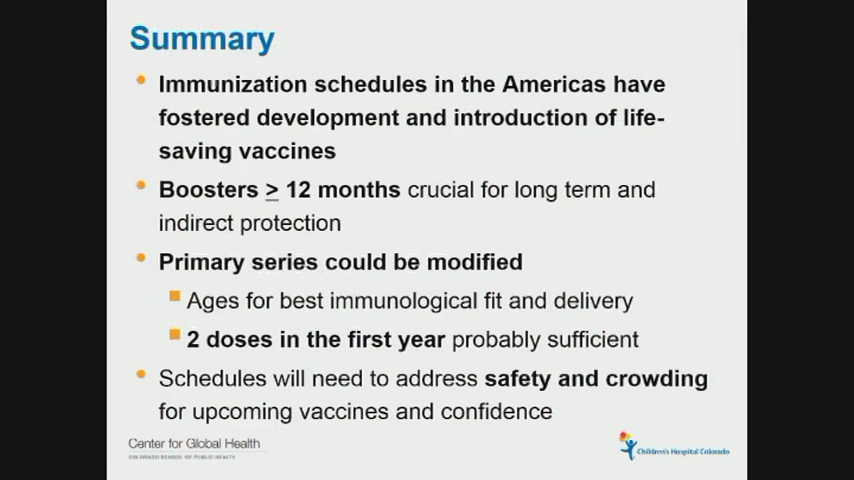 Summary
Immunization schedules in the Americas have
fostered development and introduction of life-
saving vaccines
Boosters ≥ 12 months crucial for long term and
indirect protection
Primary series could be modified
Ages for best immunological fit and delivery
2 doses in the first year probably sufficient
Schedules will need to address safety and crowding
for upcoming vaccines and confidence
Center for Global Health
COLORADO SCHOOL OF PUBLIC HEALTH
Children's Hospital Colorado